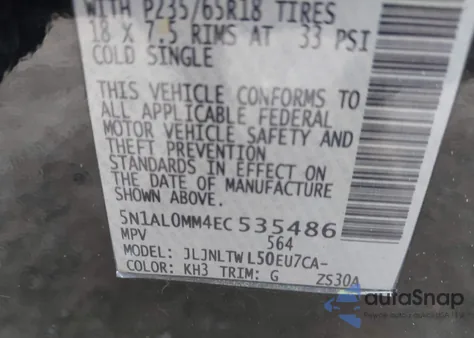 WITH P235/65R18 TIRES
18 X 7.5 RIMS AT 33 PSI
COLD SINGLE
THIS VEHICLE CONFORMS TO
ALL APPLICABLE FEDERAL
MOTOR VEHICLE SAFETY AND
THEFT PREVENTION
STANDARDS IN EFFECT ON
THE DATE OF MANUFACTURE
SHOWN ABOVE.
5N1AL0MM4EC535486
MPV 564
MODEL: JLJNLTWL50EU7CA-
COLOR: KH3 TRIM: G ZS30A
autaSnap